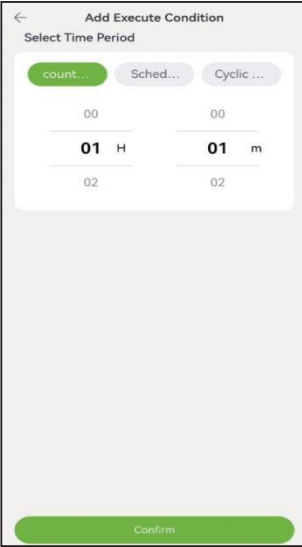 Add Execute Condition
Select Time Period
count... Sched... Cyclic ...
00 00
01 H 01 m
02 02
Confirm